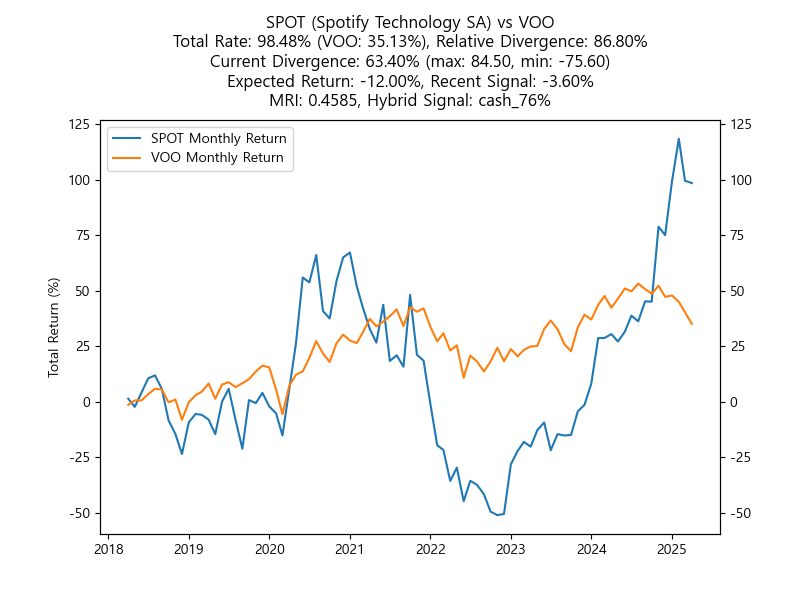 SPOT (Spotify Technology SA) vs VOO
Total Rate: 98.48% (VOO: 35.13%), Relative Divergence: 86.80%
Current Divergence: 63.40% (max: 84.50, min: -75.60)
Expected Return: -12.00%, Recent Signal: -3.60%
MRI: 0.4585, Hybrid Signal: cash_76%
SPOT Monthly Return
VOO Monthly Return
Total Return (%)
125
100
75
50
25
0
-25
-50
125
100
75
50
25
0
-25
-50
2018 2019 2020 2021 2022 2023 2024 2025